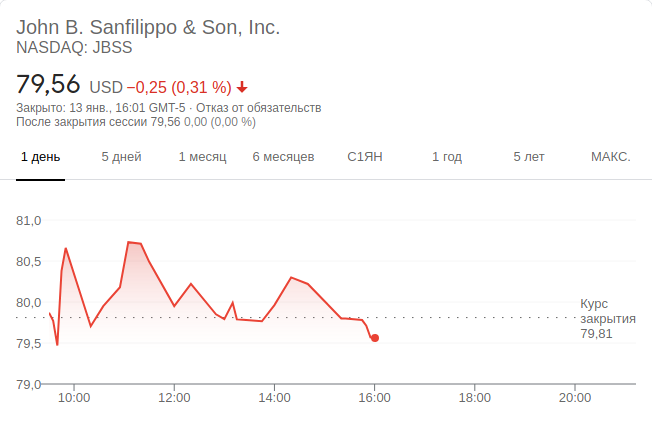 John B. Sanfilippo & Son, Inc.
NASDAQ: JBSS
79,56 USD −0,25 (0,31 %)
Закрыто: 13 янв., 16:01 GMT-5 · Отказ от обязательств
После закрытия сессии 79,56 0,00 (0,00 %)
1 день 5 дней 1 месяц 6 месяцев С1ЯН 1 год 5 лет МАКС.
81,0
80,5
80,0
79,5
79,0
Курс
закрытия
79,81
10:00 12:00 14:00 16:00 18:00 20:00